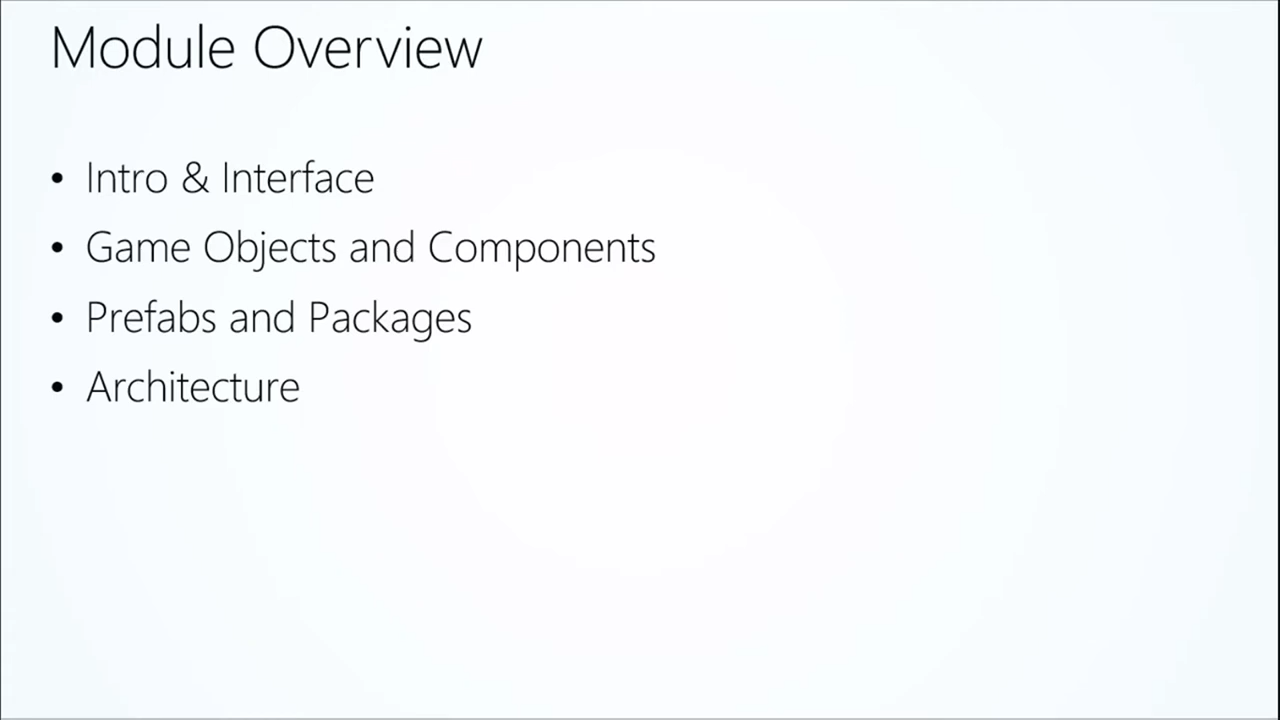 Module Overview
• Intro & Interface
• Game Objects and Components
• Prefabs and Packages
• Architecture